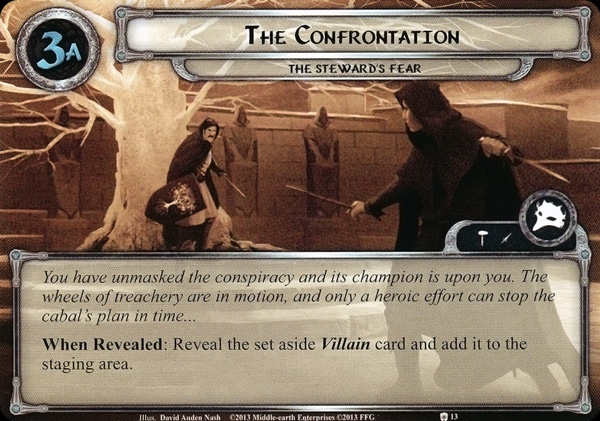 3A
THE CONFRONTATION
THE STEWARD'S FEAR
You have unmasked the conspiracy and its champion is upon you. The
wheels of treachery are in motion, and only a heroic effort can stop the
cabal's plan in time...
When Revealed: Reveal the set aside Villain card and add it to the
staging area.
Illus. David Auden Nash ©2013 Middle-earth Enterprises ©2013 FFG 13